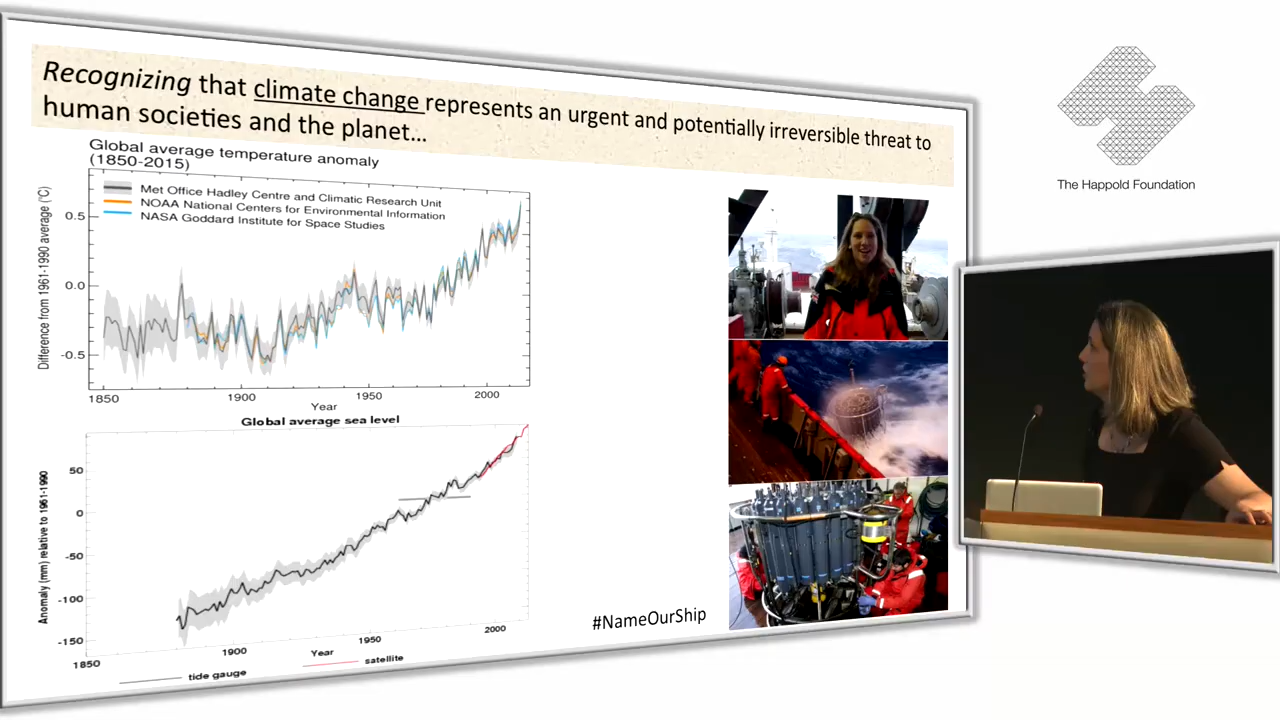 Recognizing that climate change represents an urgent and potentially irreversible threat to
human societies and the planet...
Global average temperature anomaly
(1850-2015)
Met Office Hadley Centre and Climatic Research Unit
NOAA National Centers for Environmental Information
NASA Goddard Institute for Space Studies
Difference from 1961-1990 average (°C)
0.5
0.0
-0.5
1850
1900
1950
2000
Year
Global average sea level
Anomaly (mm) relative to 1961-1990
50
0
-50
-100
-150
1850
1900
1950
2000
Year
tide gauge
satellite
#NameOurShip
The Happold Foundation